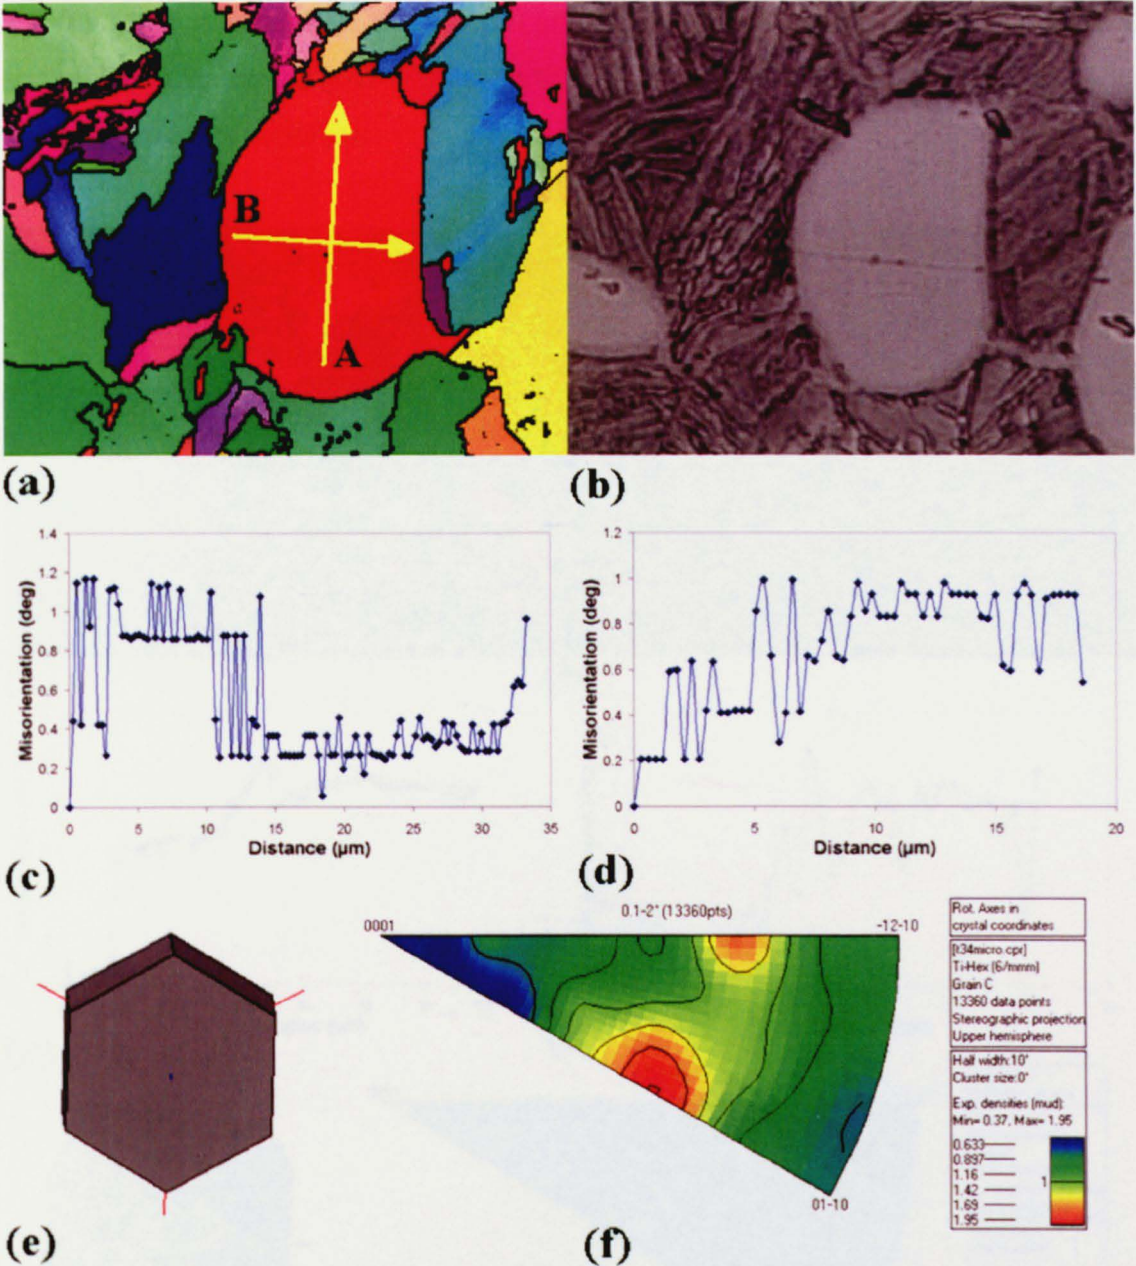 B
A
(a)
(b)
1.4
1.2
1
0.8
0.6
0.4
0.2
0
Misorientation (deg)
0
5
10
15
20
25
30
35
Distance (µm)
(c)
1.2
1
0.8
0.6
0.4
0.2
0
Misorientation (deg)
0
5
10
15
20
Distance (µm)
(d)
(e)
0001
0.1-2° (13360pts)
-12-10
01-10
(f)
Rot. Axes in
crystal coordinates
[t34micro.cpr]
Ti-Hex (6/mmm)
Grain C
13360 data points
Stereographic projection
Upper hemisphere
Half width:10°
Cluster size:0°
Exp. densities (mud):
Min= 0.37, Max= 1.95
0.633
0.897
1.16
1.42
1.69
1.95
1